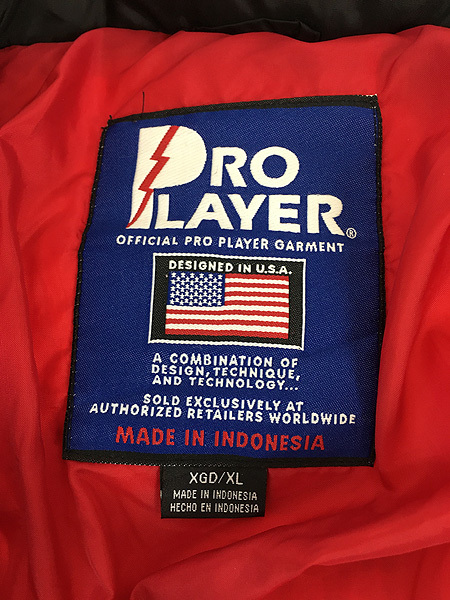 PRO
PLAYER®
OFFICIAL PRO PLAYER GARMENT
DESIGNED IN U.S.A.
A COMBINATION OF
DESIGN, TECHNIQUE,
AND TECHNOLOGY...
SOLD EXCLUSIVELY AT
AUTHORIZED RETAILERS WORLDWIDE
MADE IN INDONESIA
XGD/XL
MADE IN INDONESIA
HECHO EN INDONESIA